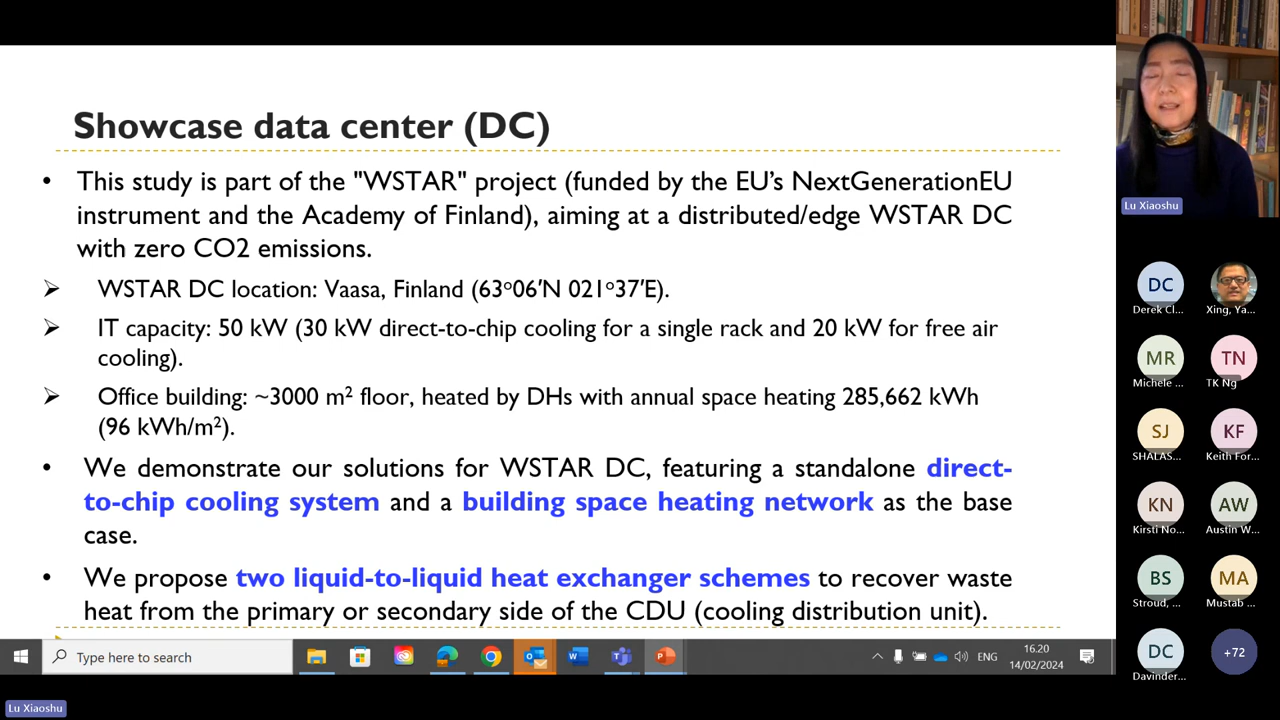 Showcase data center (DC)
• This study is part of the "WSTAR" project (funded by the EU’s NextGenerationEU
instrument and the Academy of Finland), aiming at a distributed/edge WSTAR DC
with zero CO2 emissions.
➢ WSTAR DC location: Vaasa, Finland (63°06′N 021°37′E).
➢ IT capacity: 50 kW (30 kW direct-to-chip cooling for a single rack and 20 kW for free air
cooling).
➢ Office building: ~3000 m² floor, heated by DHs with annual space heating 285,662 kWh
(96 kWh/m²).
• We demonstrate our solutions for WSTAR DC, featuring a standalone direct-
to-chip cooling system and a building space heating network as the base
case.
• We propose two liquid-to-liquid heat exchanger schemes to recover waste
heat from the primary or secondary side of the CDU (cooling distribution unit).
Type here to search
ENG
16.20
14/02/2024
Lu Xiaoshu
DC
Derek Cl...
Xing, Ya...
MR
Michele ...
TN
TK Ng
SJ
SHALAS...
KF
Keith For...
KN
Kirsti No...
AW
Austin W...
BS
Stroud, ...
MA
Mustab ...
DC
Davinder...
+72
Lu Xiaoshu